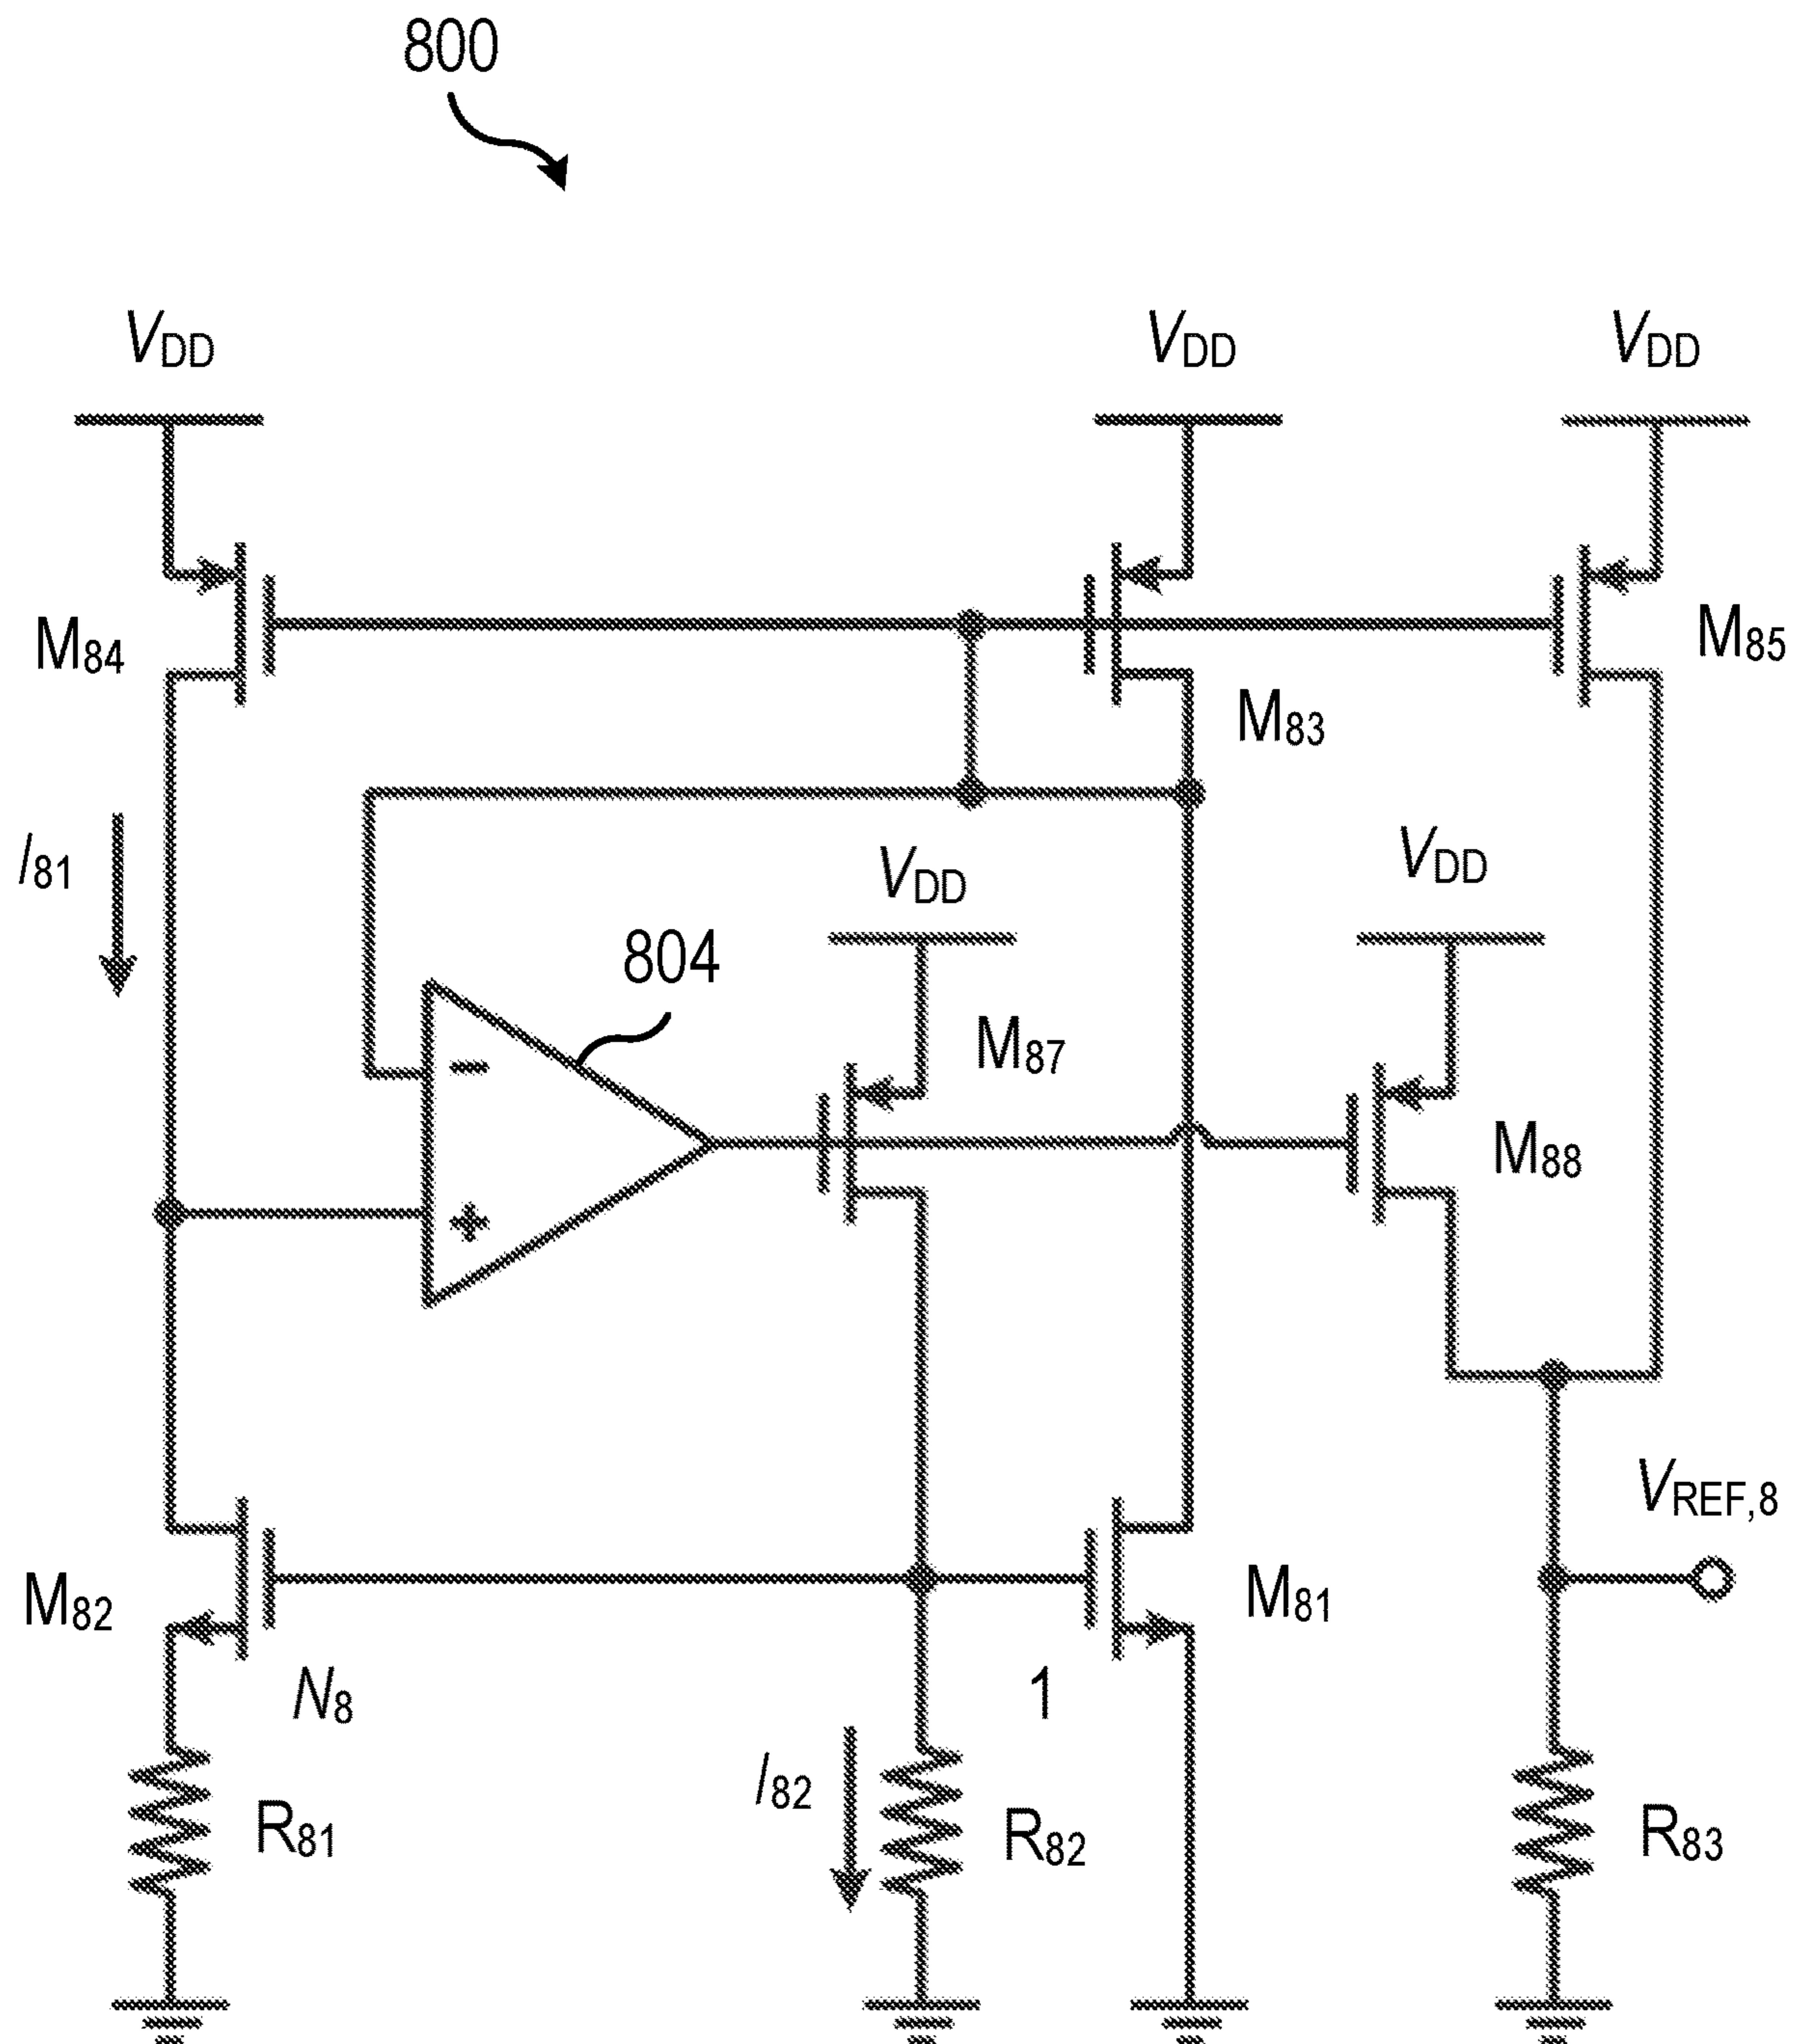 800
VDD VDD VDD
M84 M85
M83
I81
VDD VDD
804
M87
M88
-
+
VREF,8
M82 M81
N8 1
I82
R81 R82 R83